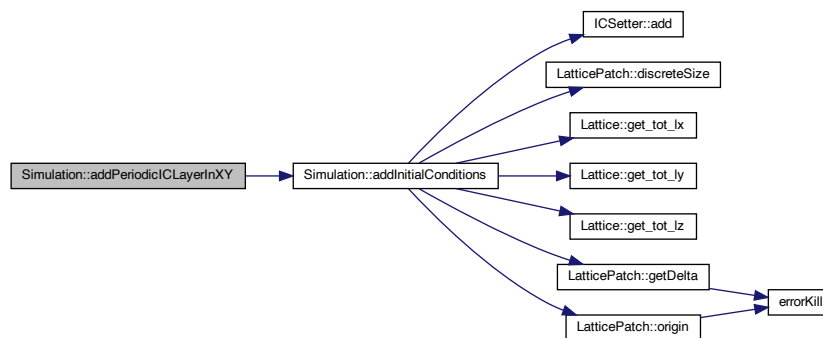 ICSetter::add
LatticePatch::discreteSize
Lattice::get_tot_lx
Simulation::addPeriodicICLayerInXY
Simulation::addInitialConditions
Lattice::get_tot_ly
Lattice::get_tot_lz
LatticePatch::getDelta
errorKill
LatticePatch::origin